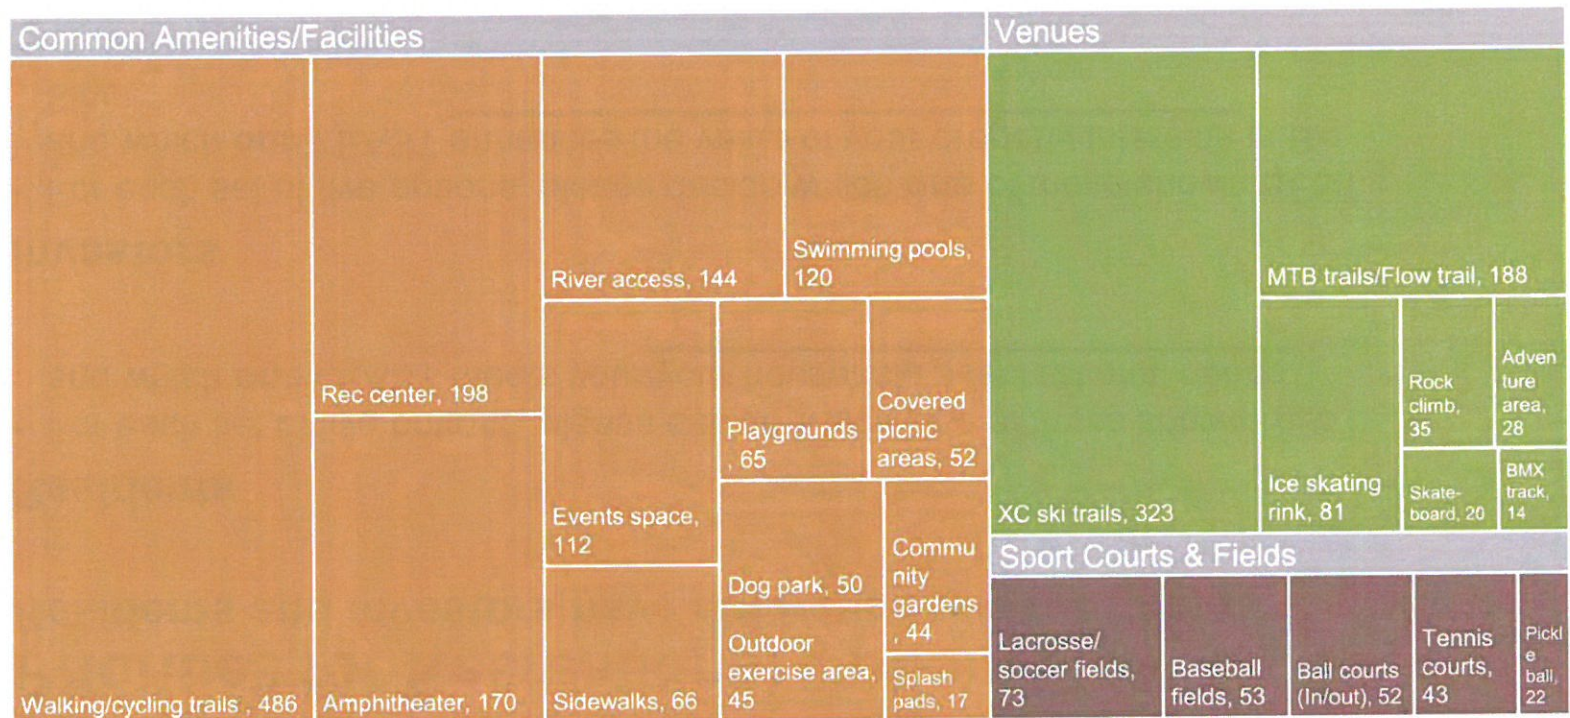 Common Amenities/Facilities
Walking/cycling trails , 486
Rec center, 198
Amphitheater, 170
River access, 144
Swimming pools,
120
Events space,
112
Sidewalks, 66
Playgrounds
, 65
Covered
picnic
areas, 52
Dog park, 50
Outdoor
exercise area,
45
Commu
nity
gardens
, 44
Splash
pads, 17
Venues
XC ski trails, 323
MTB trails/Flow trail, 188
Ice skating
rink, 81
Rock
climb,
35
Adven
ture
area,
28
Skate-
board, 20
BMX
track,
14
Sport Courts & Fields
Lacrosse/
soccer fields,
73
Baseball
fields, 53
Ball courts
(In/out), 52
Tennis
courts,
43
Pickl
e
ball,
22